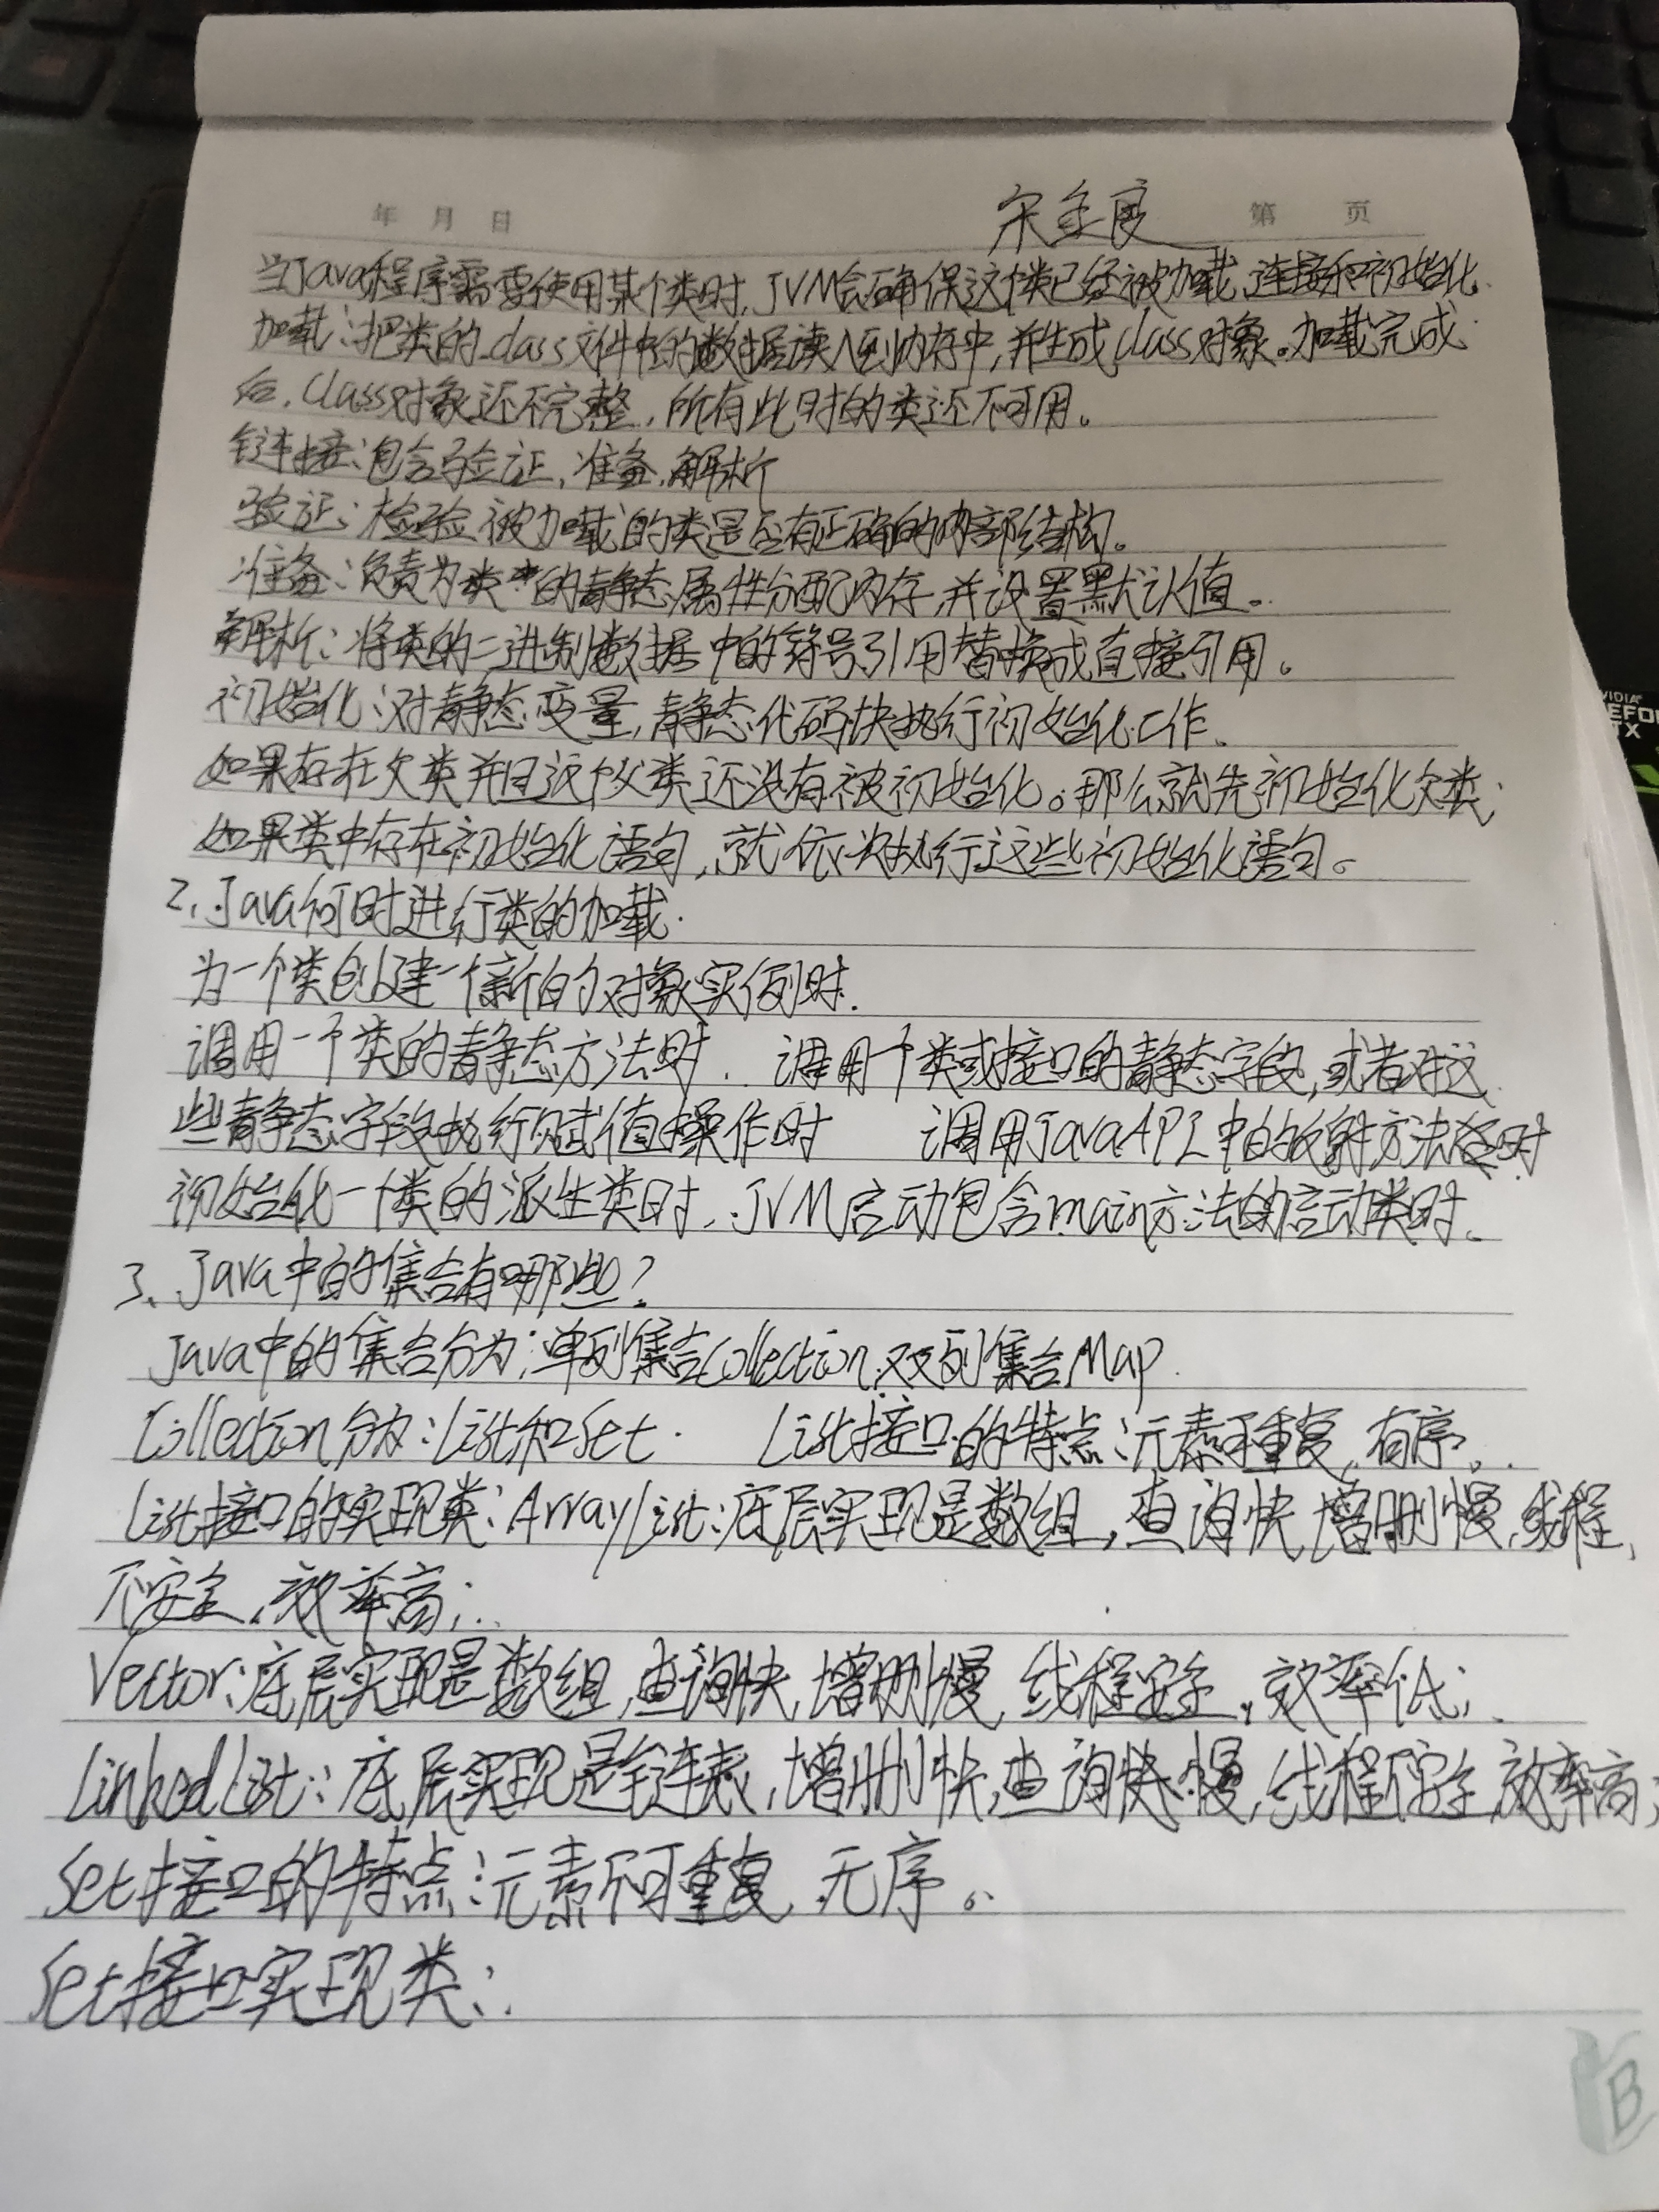 年 月 日 宋金度 第 页
当Java程序需要使用某个类时,JVM会确保这个类已经被加载、连接和初始化.
加载:把类的.class文件中的数据读入到内存中,并生成Class对象。加载完成
后,Class对象还不完整,所有此时的类还不可用。
链接:包含验证,准备,解析
验证:检验被加载的类是否有正确的内部结构。
准备:负责为类的静态属性分配内存,并设置默认值。
解析:将类的二进制数据中的符号引用替换成直接引用。
初始化:对静态变量,静态代码块执行初始化工作。
如果存在父类并且这个父类还没有被初始化。那么就先初始化父类;
如果类中存在初始化语句,就依次执行这些初始化语句。
2、Java何时进行类的加载.
为一个类创建一个新的对象实例时.
调用一个类的静态方法时. 调用个类或接口的静态字段,或者对这
些静态字段执行赋值操作时 调用JavaAPI中的反射方法时
初始化一个类的派生类时,JVM启动包含main方法的启动类时。
3、Java中的集合有哪些?
Java中的集合分为:单列集合Collection,双列集合Map.
Collection分为:List和Set. List接口的特点:元素可重复,有序。
List接口的实现类:ArrayList:底层实现是数组,查询快,增删慢,线程
不安全,效率高;
Vector:底层实现是数组,查询快,增删慢,线程安全,效率低;
LinkedList:底层实现是链表,增删快,查询慢,线程不安全,效率高;
Set接口的特点:元素不可重复,无序。
Set接口实现类:
B